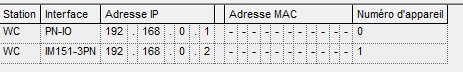 Station Interface Adresse IP Adresse MAC Numéro d'appareil
WC PN-IO 192 . 168 . 0 . 1 - - - - - - - - - - - 0
WC IM151-3PN 192 . 168 . 0 . 2 - - - - - - - - - - - 1